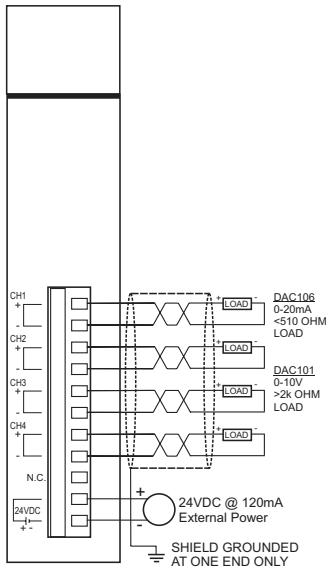 CH1
+
-
CH2
+
-
CH3
+
-
CH4
+
-
N.C.
24VDC
+ -
+ LOAD -
+ LOAD -
+ LOAD -
+ LOAD -
DAC106
0-20mA
<510 OHM
LOAD
DAC101
0-10V
>2k OHM
LOAD
+
-
24VDC @ 120mA
External Power
SHIELD GROUNDED
AT ONE END ONLY